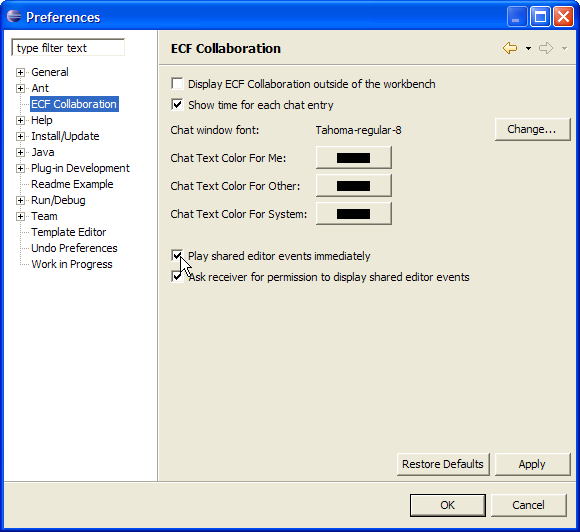 Preferences
type filter text
General
Ant
ECF Collaboration
Help
Install/Update
Java
Plug-in Development
Readme Example
Run/Debug
Team
Template Editor
Undo Preferences
Work in Progress
ECF Collaboration
Display ECF Collaboration outside of the workbench
Show time for each chat entry
Chat window font: Tahoma-regular-8 Change...
Chat Text Color For Me:
Chat Text Color For Other:
Chat Text Color For System:
Play shared editor events immediately
Ask receiver for permission to display shared editor events
Restore Defaults Apply
OK Cancel